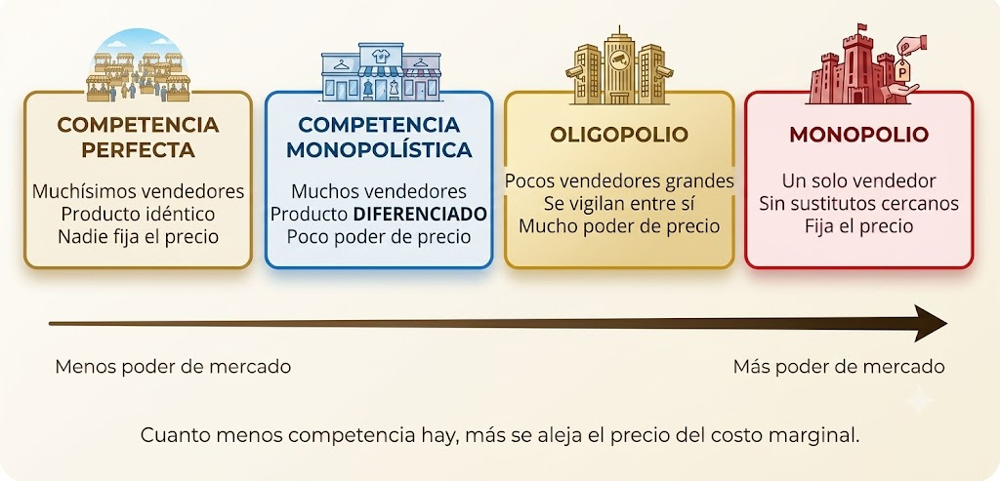 COMPETENCIA
PERFECTA
Muchísimos vendedores
Producto idéntico
Nadie fija el precio
COMPETENCIA
MONOPOLÍSTICA
Muchos vendedores
Producto DIFERENCIADO
Poco poder de precio
OLIGOPOLIO
Pocos vendedores grandes
Se vigilan entre sí
Mucho poder de precio
P
MONOPOLIO
Un solo vendedor
Sin sustitutos cercanos
Fija el precio
Menos poder de mercado
Más poder de mercado
Cuanto menos competencia hay, más se aleja el precio del costo marginal.